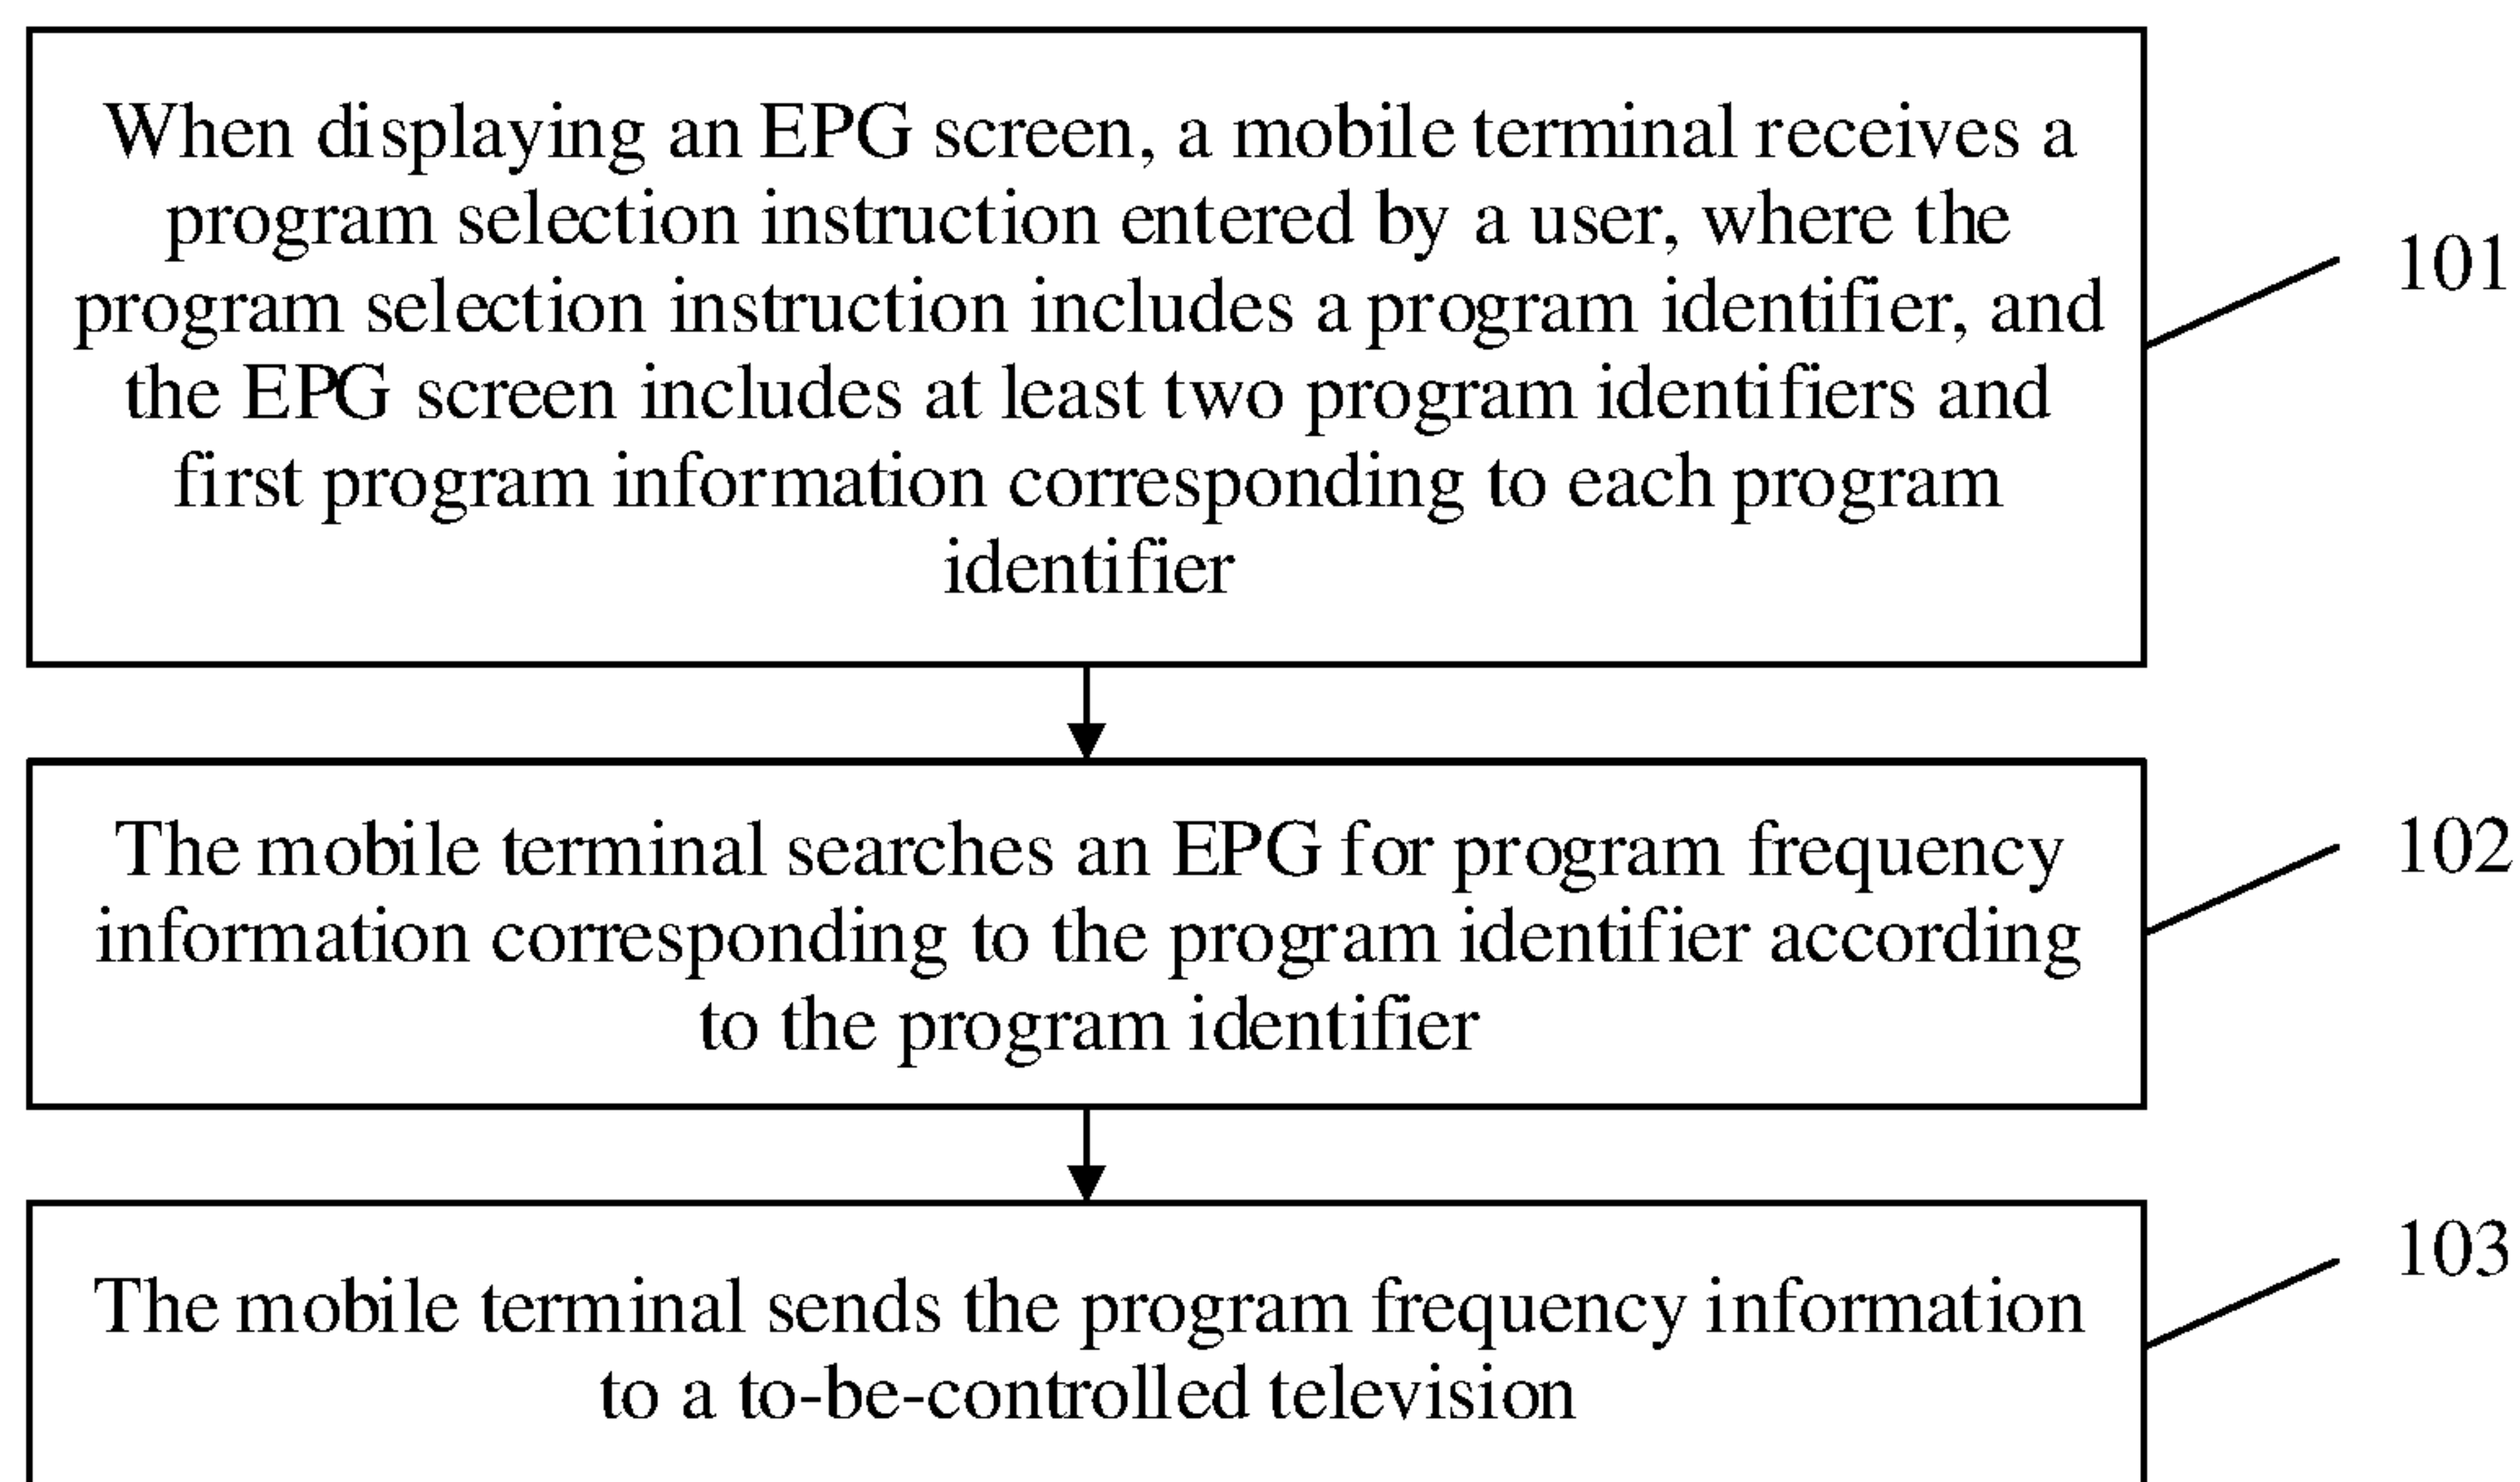 When displaying an EPG screen, a mobile terminal receives a
program selection instruction entered by a user, where the
program selection instruction includes a program identifier, and
the EPG screen includes at least two program identifiers and
first program information corresponding to each program
identifier
101
The mobile terminal searches an EPG for program frequency
information corresponding to the program identifier according
to the program identifier
102
The mobile terminal sends the program frequency information
to a to-be-controlled television
103